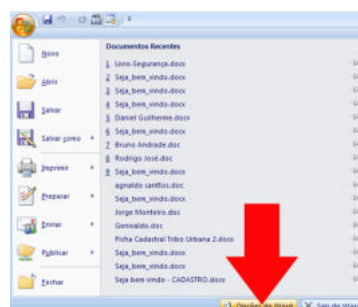 Documentos Recentes
Novo
1 Livro-Segurança.docx
2 Seja_bem_vindo.docx
Abrir
3 Seja_bem_vindo.docx
4 Seja_bem_vindo.docx
Salvar
5 Daniel Guilherme.docx
6 Seja_bem_vindo.docx
Salvar como
7 Bruno Andrade.doc
8 Rodrigo José.doc
Imprimir
9 Seja_bem_vindo.docx
agnaldo santtos.doc
Preparar
Seja_bem_vindo.docx
Jorge Monteiro.doc
Enviar
Genivaldo.doc
Ficha Cadastral Tribo Urbana 2.docx
Publicar
Seja_bem_vindo.docx
Seja_bem_vindo.docx
Fechar
Seja bem vindo - CADASTRO.docx
Opções do Word
Sair do Wor